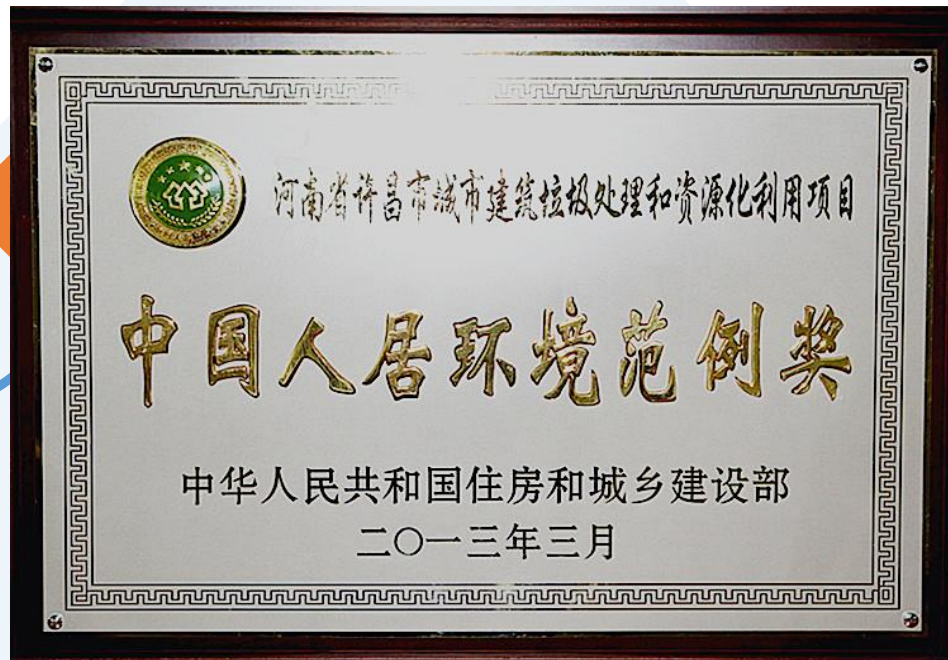 河南省许昌市城市建筑垃圾处理和资源化利用项目
中国人居环境范例奖
中华人民共和国住房和城乡建设部
二〇一三年三月